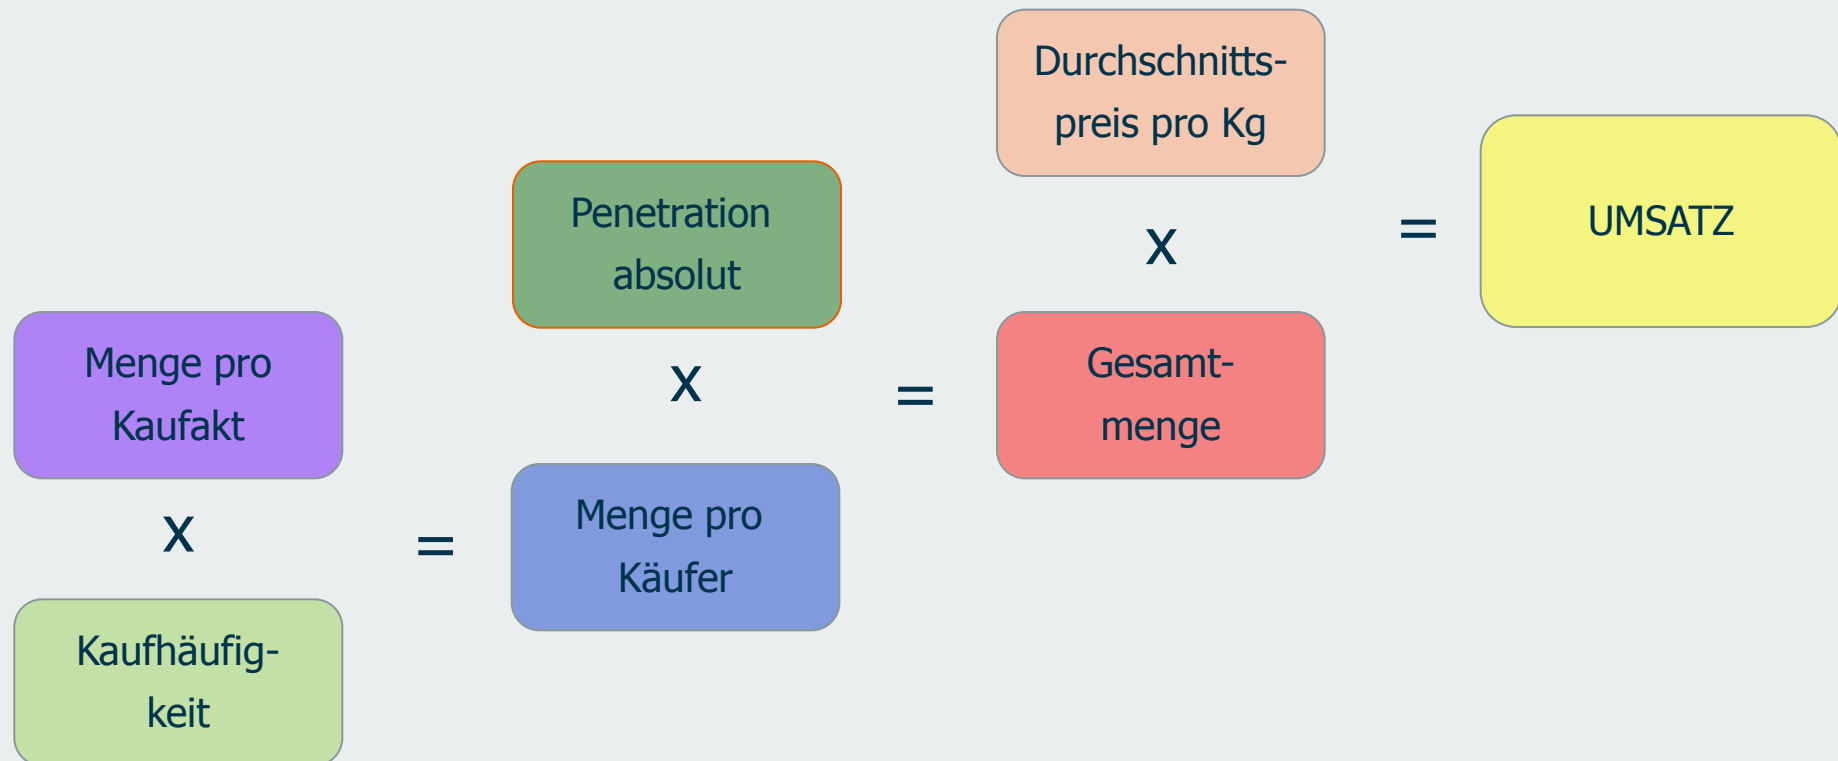 Menge pro
Kaufakt
x
Kaufhäufig-
keit
=
Penetration
absolut
x
Menge pro
Käufer
=
Durchschnitts-
preis pro Kg
x
Gesamt-
menge
=
UMSATZ